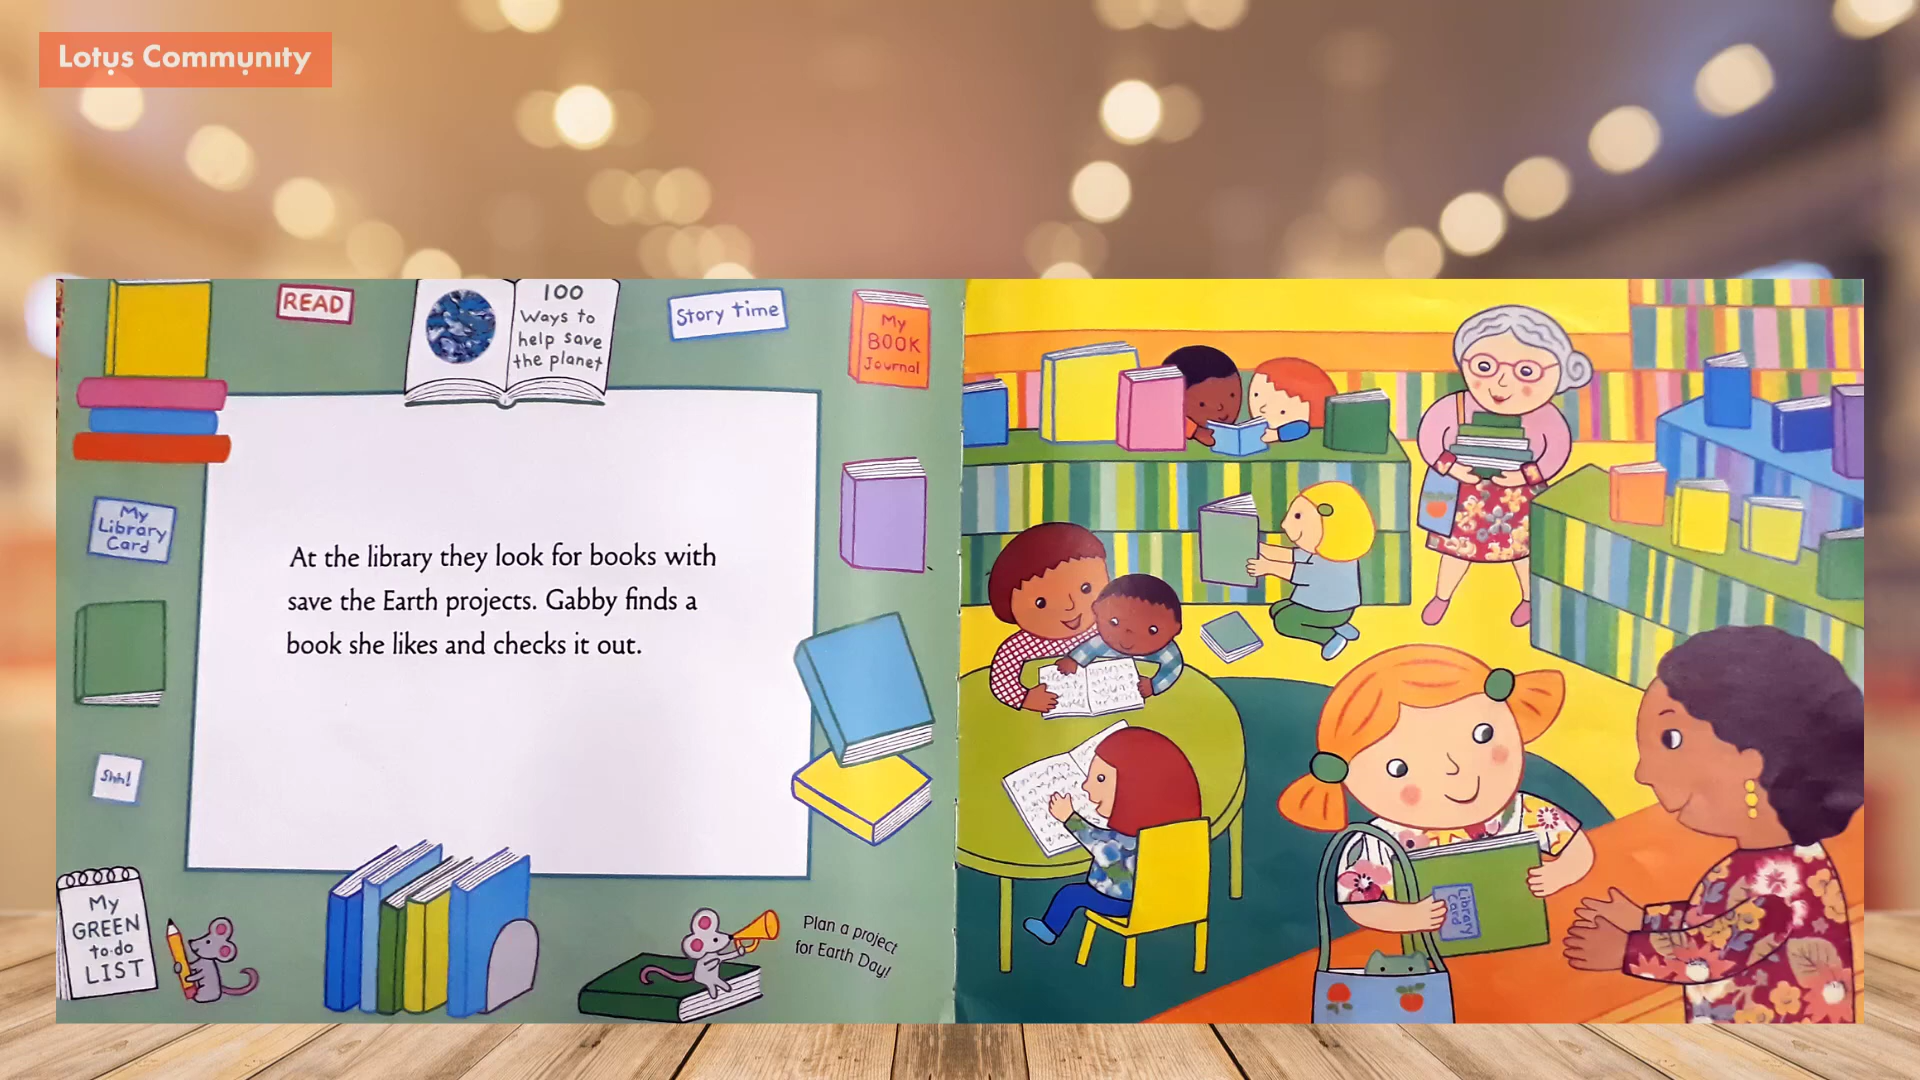 Lotus Community
READ
100
Ways to
help save
the planet
Story time
My
BOOK
Journal
My
Library
Card
At the library they look for books with
save the Earth projects. Gabby finds a
book she likes and checks it out.
Shh!
My
GREEN
to-do
LIST
Plan a project
for Earth Day!
Library
Card